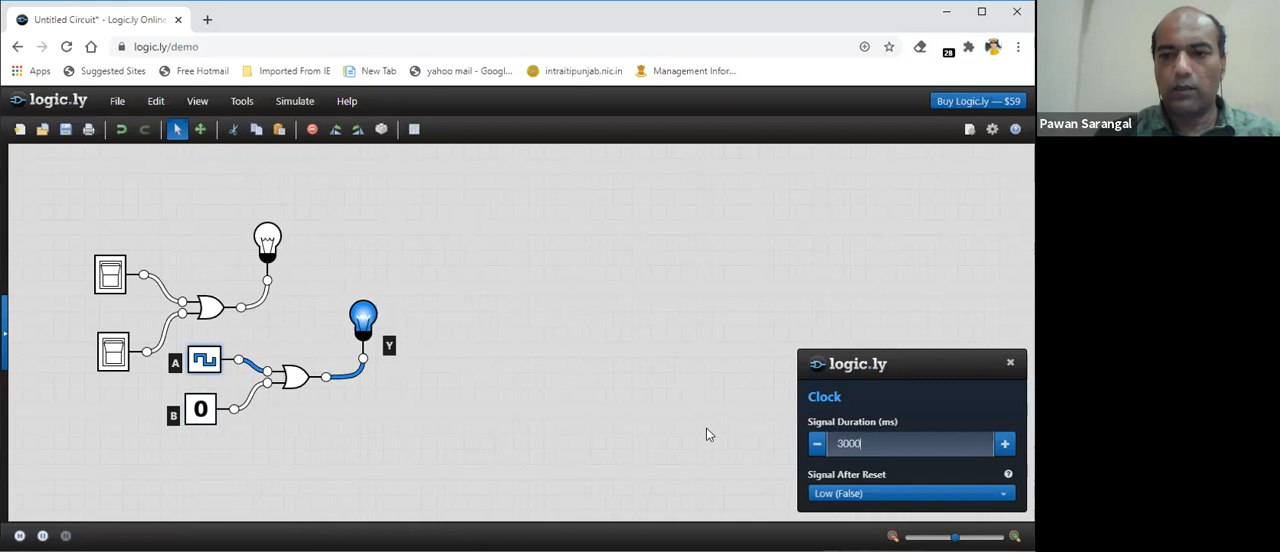 Untitled Circuit* - Logic.ly Online
logic.ly/demo
28
Apps Suggested Sites Free Hotmail Imported From IE New Tab yahoo mail - Googl... intraitipunjab.nic.in Management Infor...
logic.ly File Edit View Tools Simulate Help Buy Logic.ly — $59
Pawan Sarangal
Y
A
B 0
logic.ly
Clock
Signal Duration (ms)
3000
Signal After Reset
Low (False)